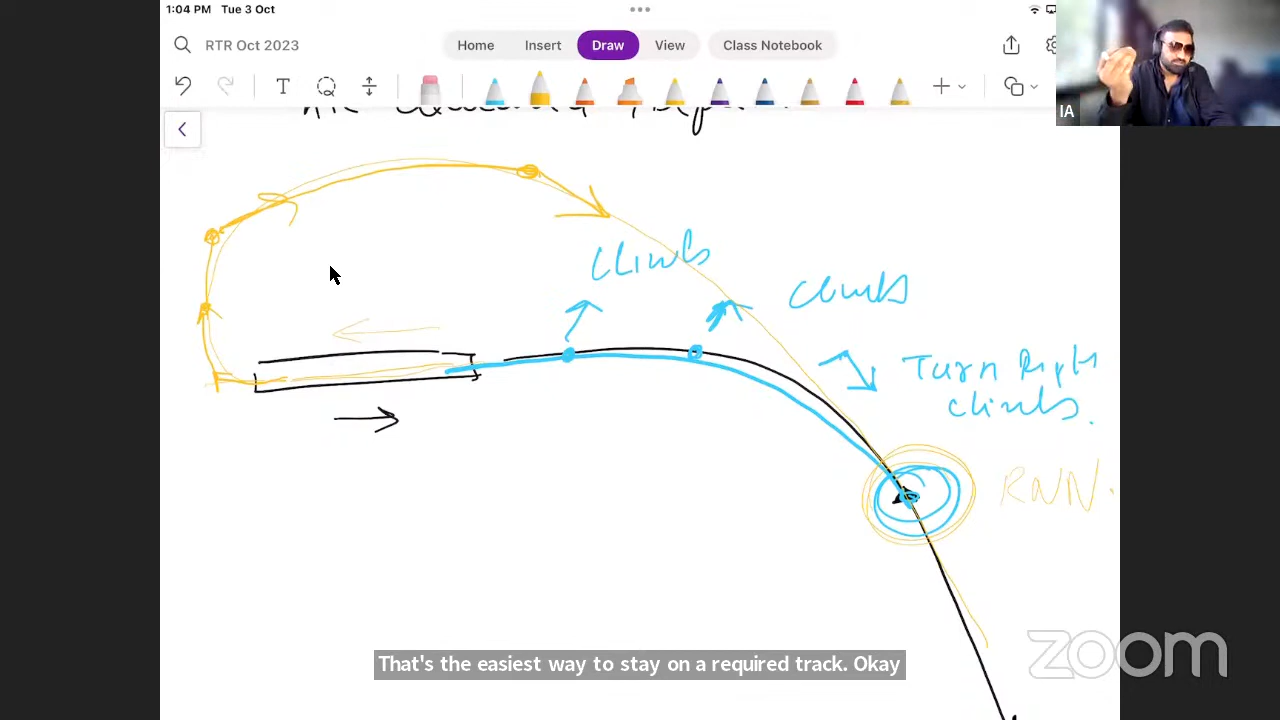 1:04 PM Tue 3 Oct
RTR Oct 2023
Home Insert Draw View Class Notebook
T
IA
Climb
Climb
Turn Right
Climb.
RNN.
That's the easiest way to stay on a required track. Okay
zoom